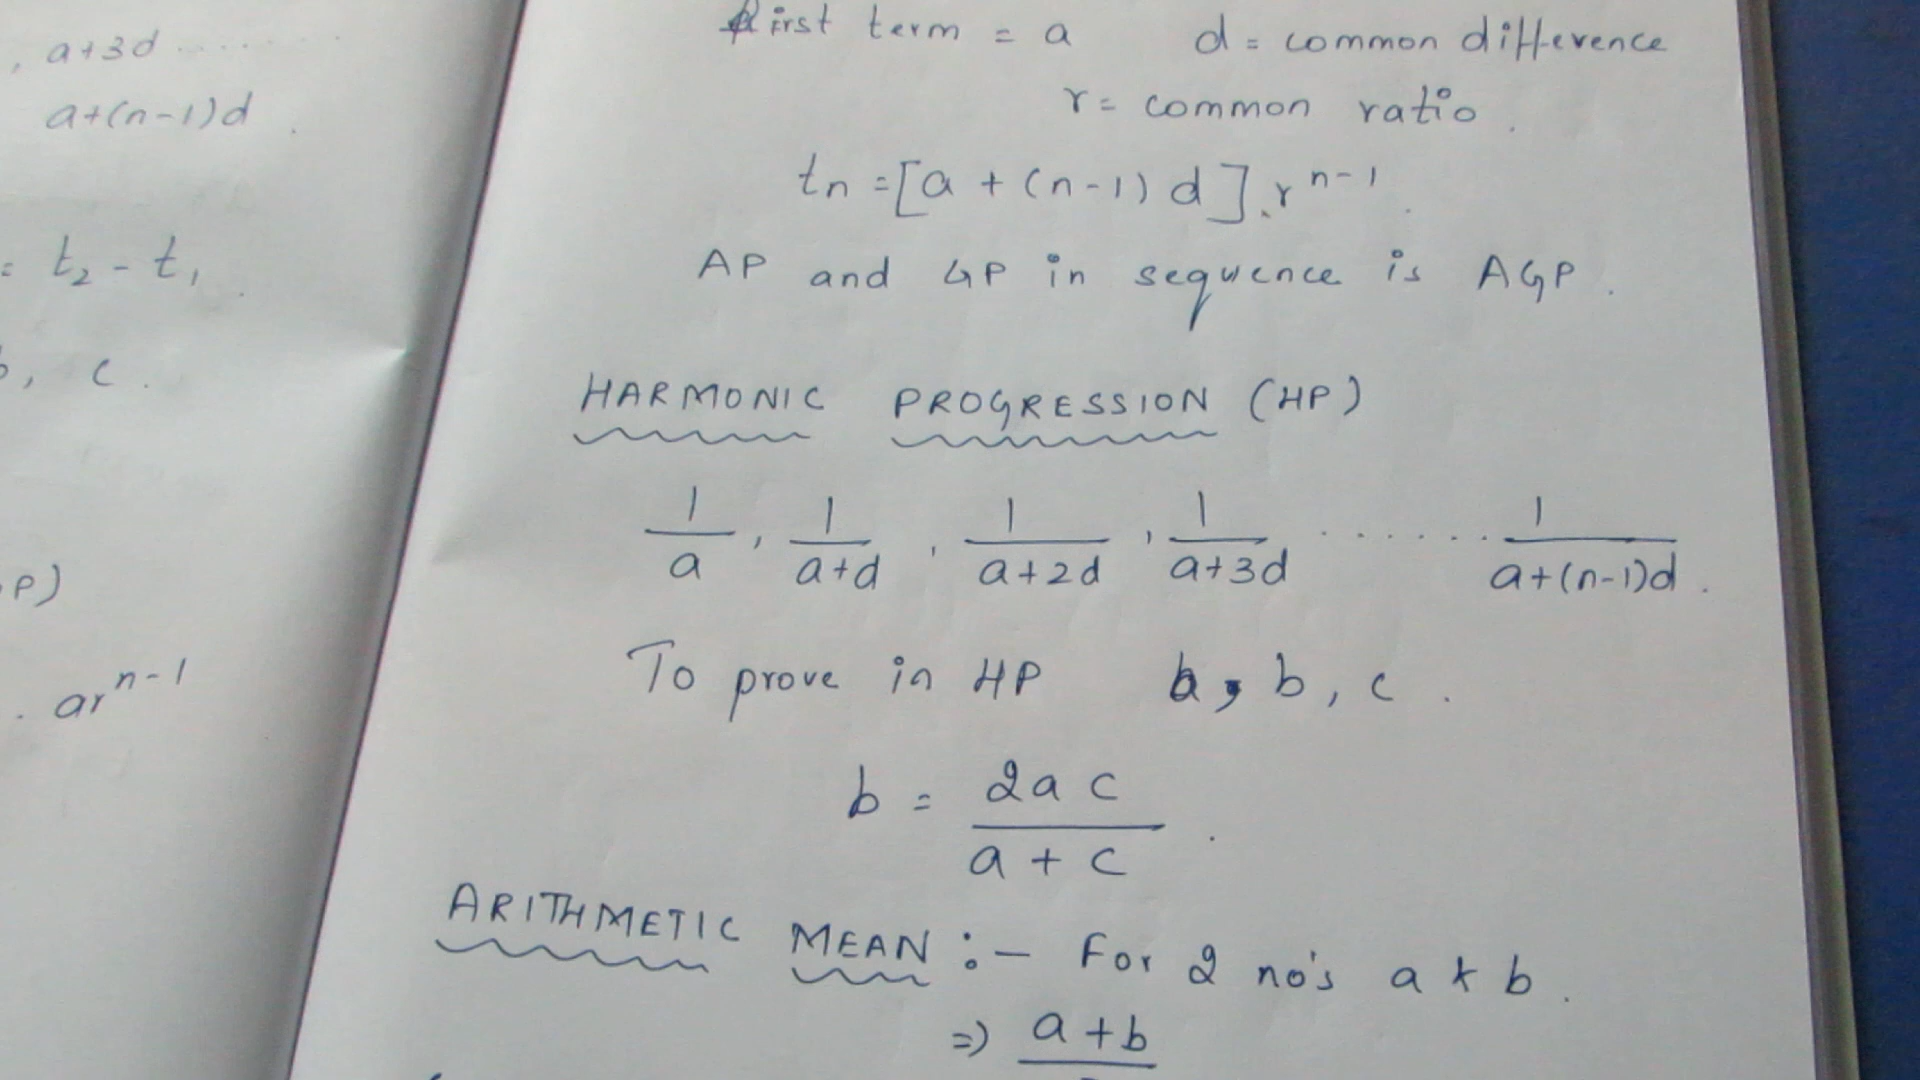 , a+3d ........
a+(n-1)d .
= t₂ - t₁ .
b, c .
P)
. arⁿ⁻¹
first term = a d = common difference
r = common ratio .
tn = [a + (n-1) d] . rⁿ⁻¹ .
AP and GP in sequence is AGP .
HARMONIC PROGRESSION (HP)
1/a , 1/a+d , 1/a+2d , 1/a+3d ....... 1/a+(n-1)d .
To prove in HP a, b, c .
b = 2ac/a+c .
ARITHMETIC MEAN :- For 2 no's a & b .
=> a+b